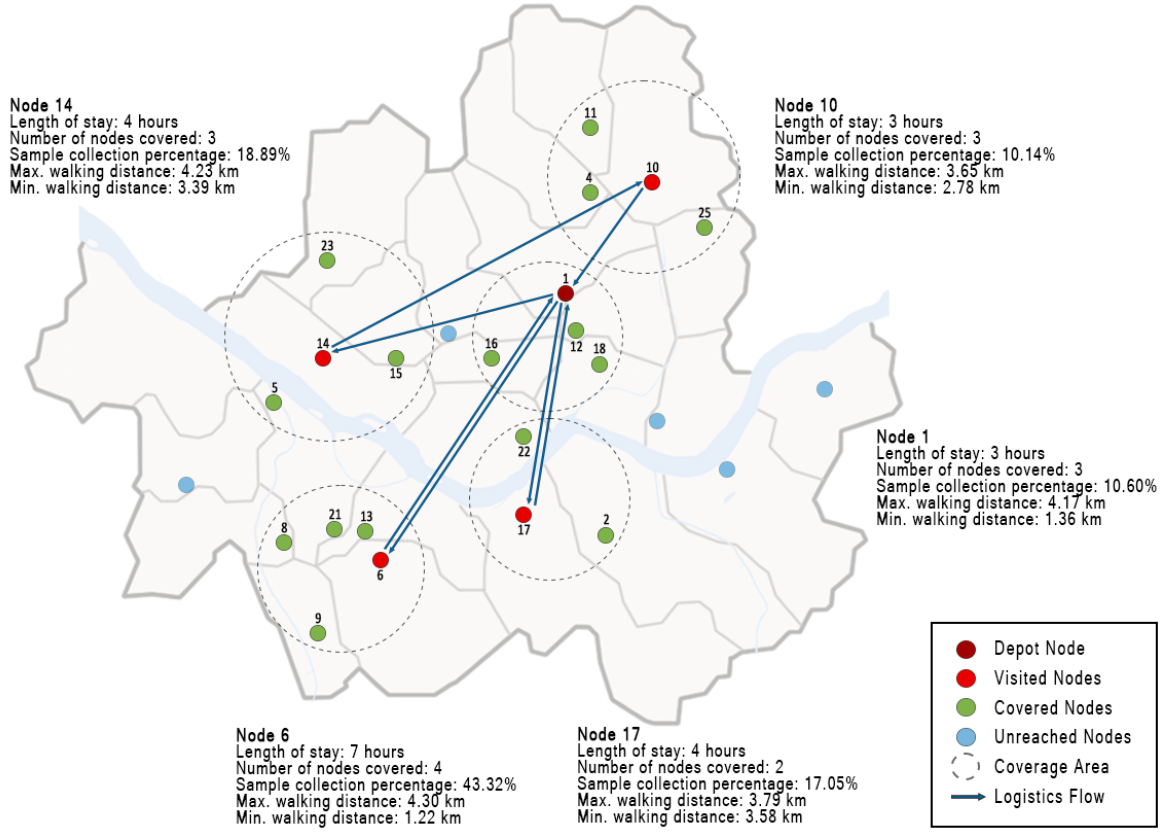 Node 14
Length of stay: 4 hours
Number of nodes covered: 3
Sample collection percentage: 18.89%
Max. walking distance: 4.23 km
Min. walking distance: 3.39 km
Node 10
Length of stay: 3 hours
Number of nodes covered: 3
Sample collection percentage: 10.14%
Max. walking distance: 3.65 km
Min. walking distance: 2.78 km
11
10
4
25
23
1
14
15
16
12
18
5
22
17
2
8
21
13
6
9
Node 1
Length of stay: 3 hours
Number of nodes covered: 3
Sample collection percentage: 10.60%
Max. walking distance: 4.17 km
Min. walking distance: 1.36 km
Node 6
Length of stay: 7 hours
Number of nodes covered: 4
Sample collection percentage: 43.32%
Max. walking distance: 4.30 km
Min. walking distance: 1.22 km
Node 17
Length of stay: 4 hours
Number of nodes covered: 2
Sample collection percentage: 17.05%
Max. walking distance: 3.79 km
Min. walking distance: 3.58 km
Depot Node
Visited Nodes
Covered Nodes
Unreached Nodes
Coverage Area
Logistics Flow